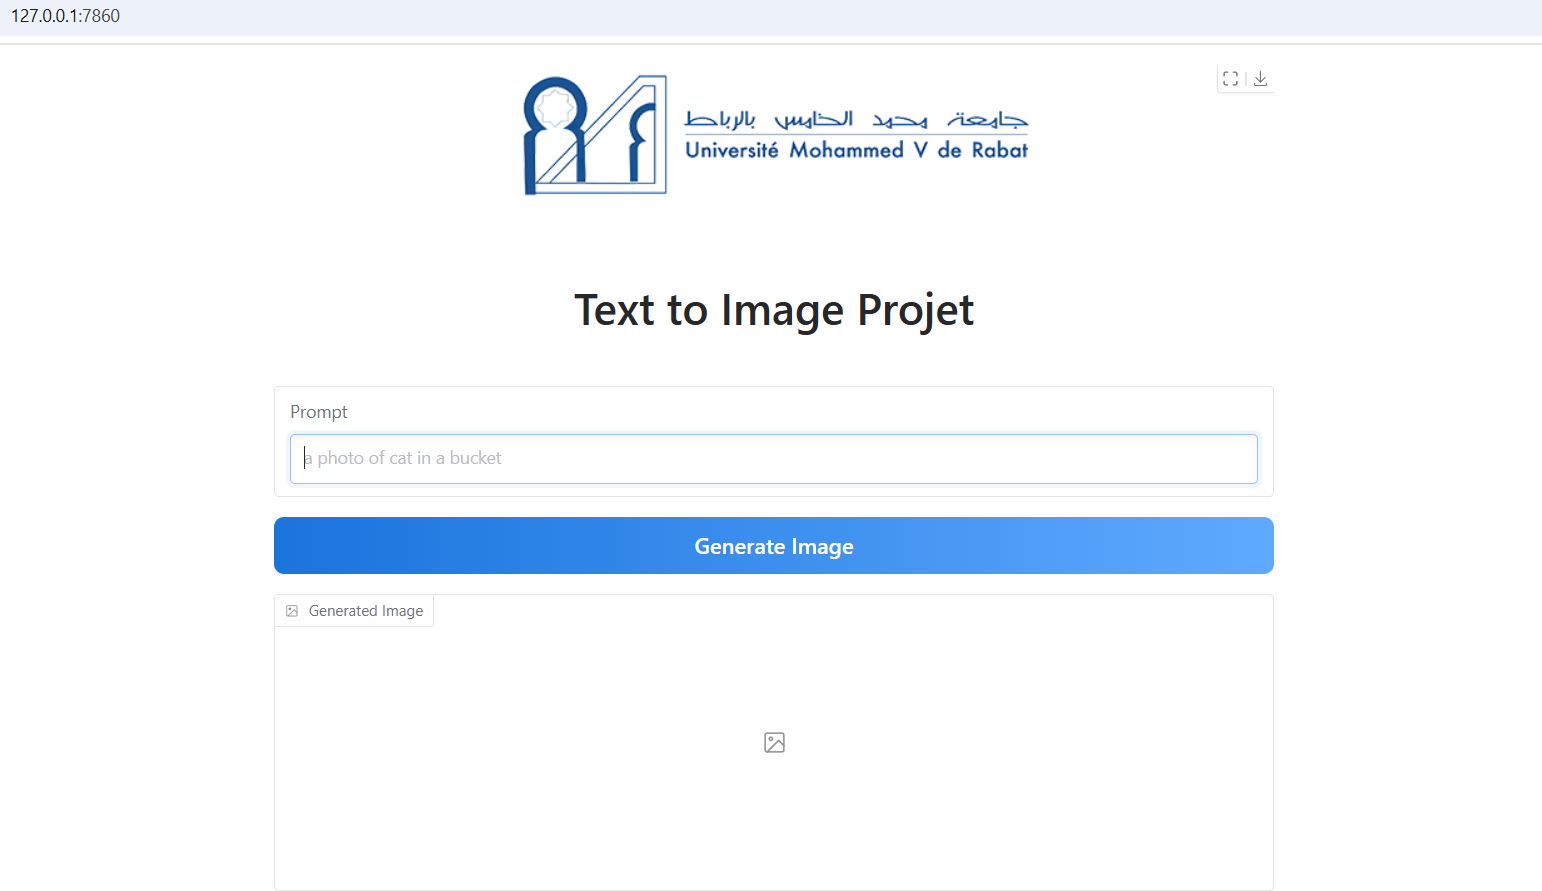 127.0.0.1:7860
جامعة محمد الخامس بالرباط
Université Mohammed V de Rabat
Text to Image Projet
Prompt
a photo of cat in a bucket
Generate Image
Generated Image